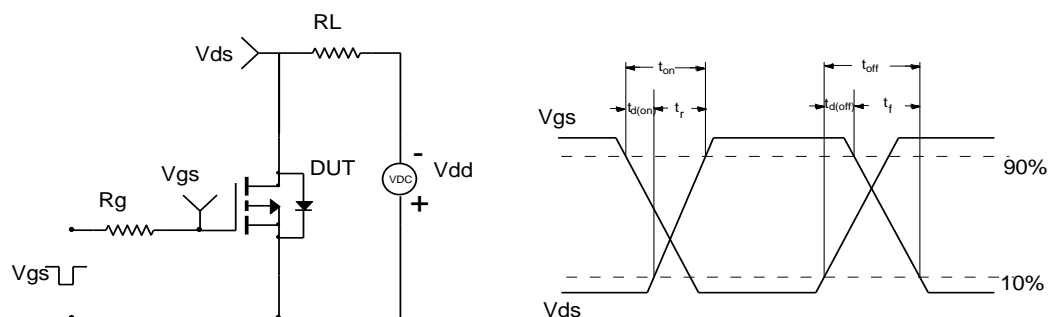 RL
Vds
Vgs
DUT
-
VDC
Vdd
+
Rg
Vgs
ton
toff
td(on)
tr
td(off)
tf
Vgs
90%
10%
Vds